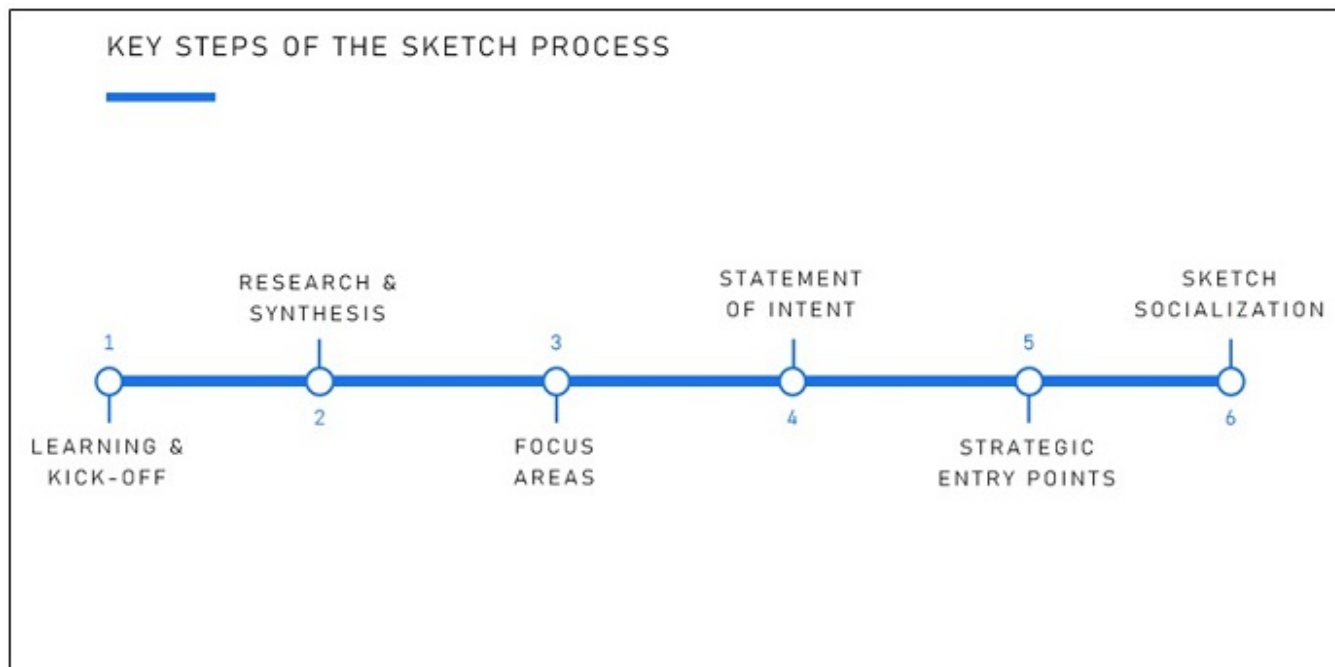 KEY STEPS OF THE SKETCH PROCESS
1
LEARNING &
KICK-OFF
RESEARCH &
SYNTHESIS
2
3
FOCUS
AREAS
STATEMENT
OF INTENT
4
5
STRATEGIC
ENTRY POINTS
SKETCH
SOCIALIZATION
6